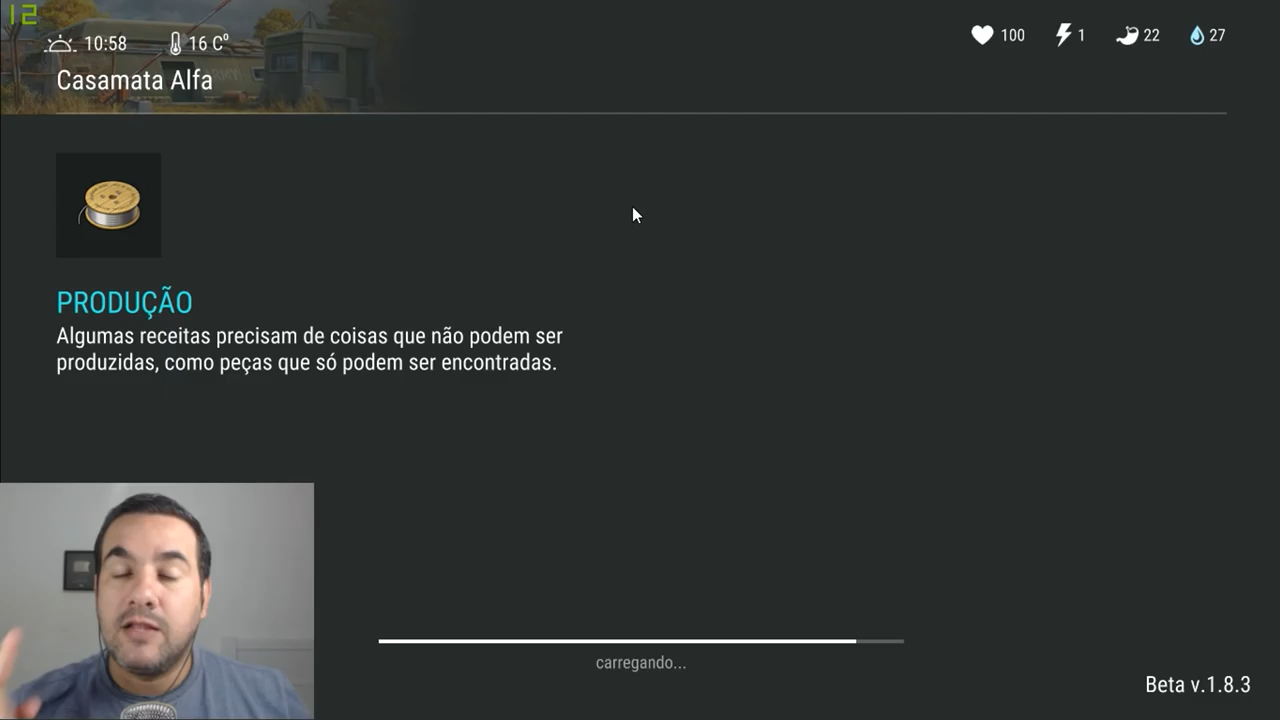 12
10:58
16 Cº
100
1
22
27
Casamata Alfa
PRODUÇÃO
Algumas receitas precisam de coisas que não podem ser
produzidas, como peças que só podem ser encontradas.
carregando...
Beta v.1.8.3